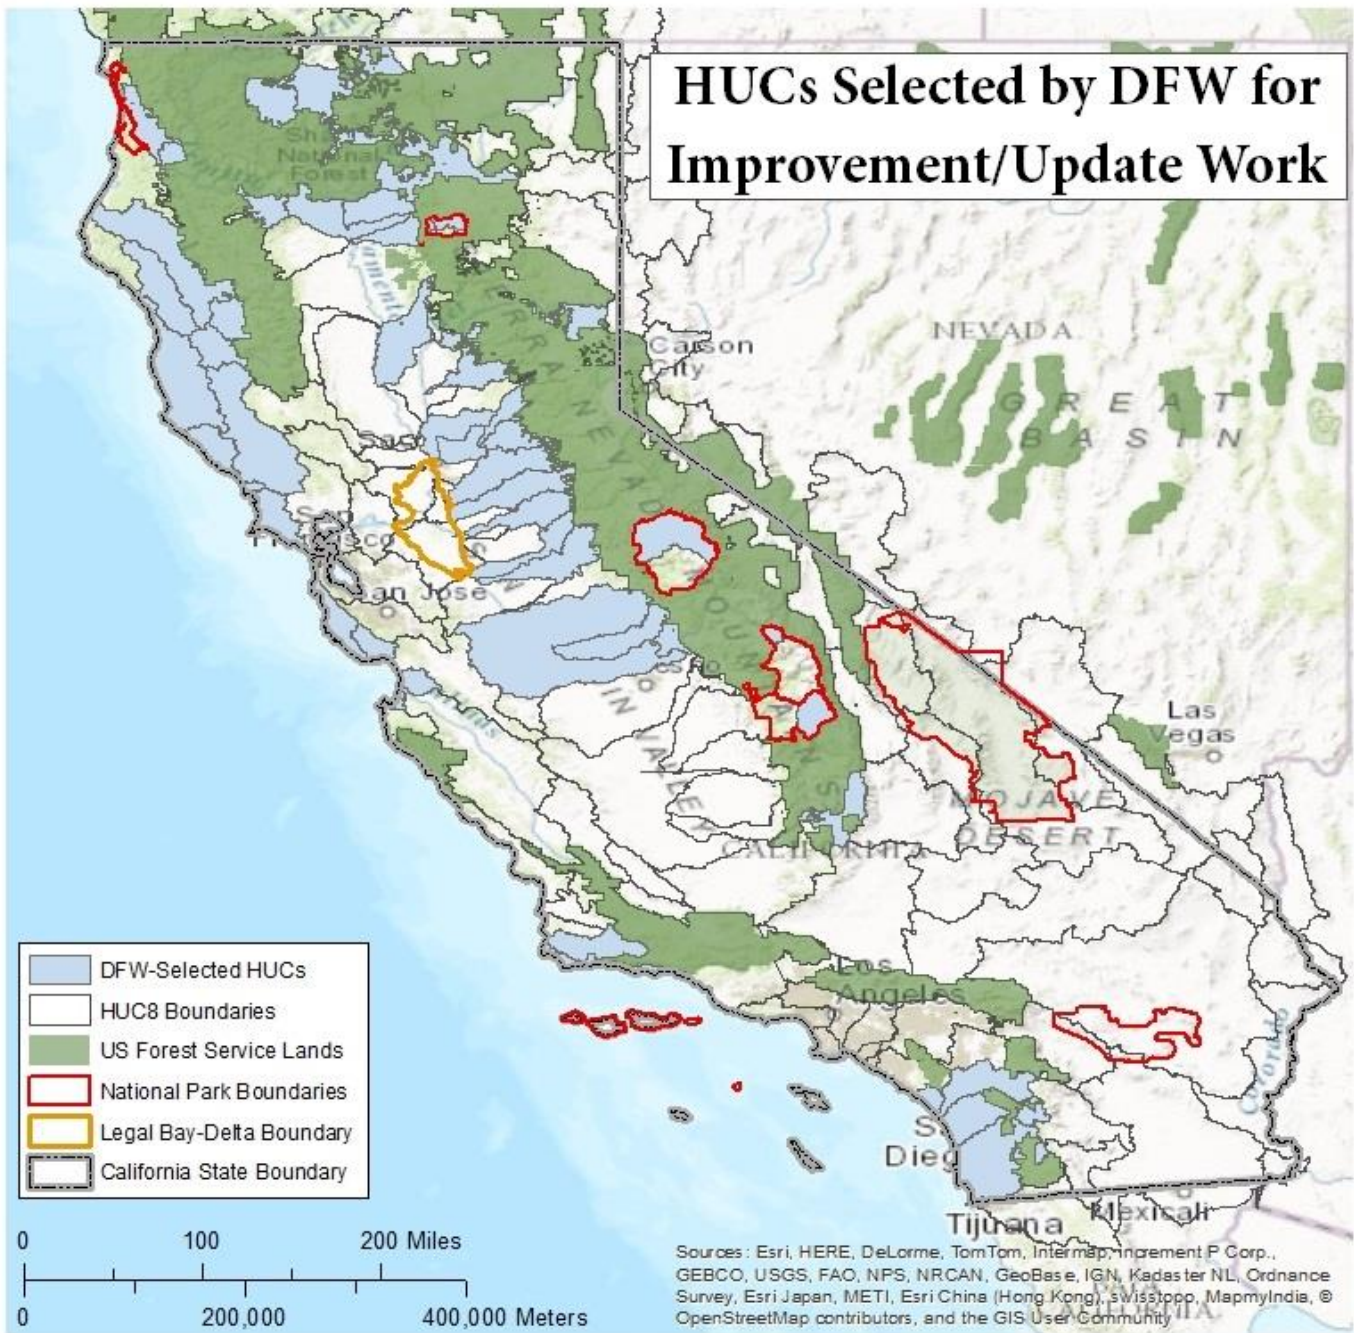 HUCs Selected by DFW for
Improvement/Update Work
National
Forest
NEVADA
Carson
City
GREAT
BASIN
San Jose
Las
Vegas
MOJAVE
DESERT
CALIFORNIA
Los
Angeles
Colorado
Tijuana
Mexicali
DFW-Selected HUCs
HUC8 Boundaries
US Forest Service Lands
National Park Boundaries
Legal Bay-Delta Boundary
California State Boundary
0 100 200 Miles
0 200,000 400,000 Meters
Sources: Esri, HERE, DeLorme, TomTom, Intermap, increment P Corp.,
GEBCO, USGS, FAO, NPS, NRCAN, GeoBase, IGN, Kadaster NL, Ordnance
Survey, Esri Japan, METI, Esri China (Hong Kong), swisstopo, MapmyIndia, ©
OpenStreetMap contributors, and the GIS User Community